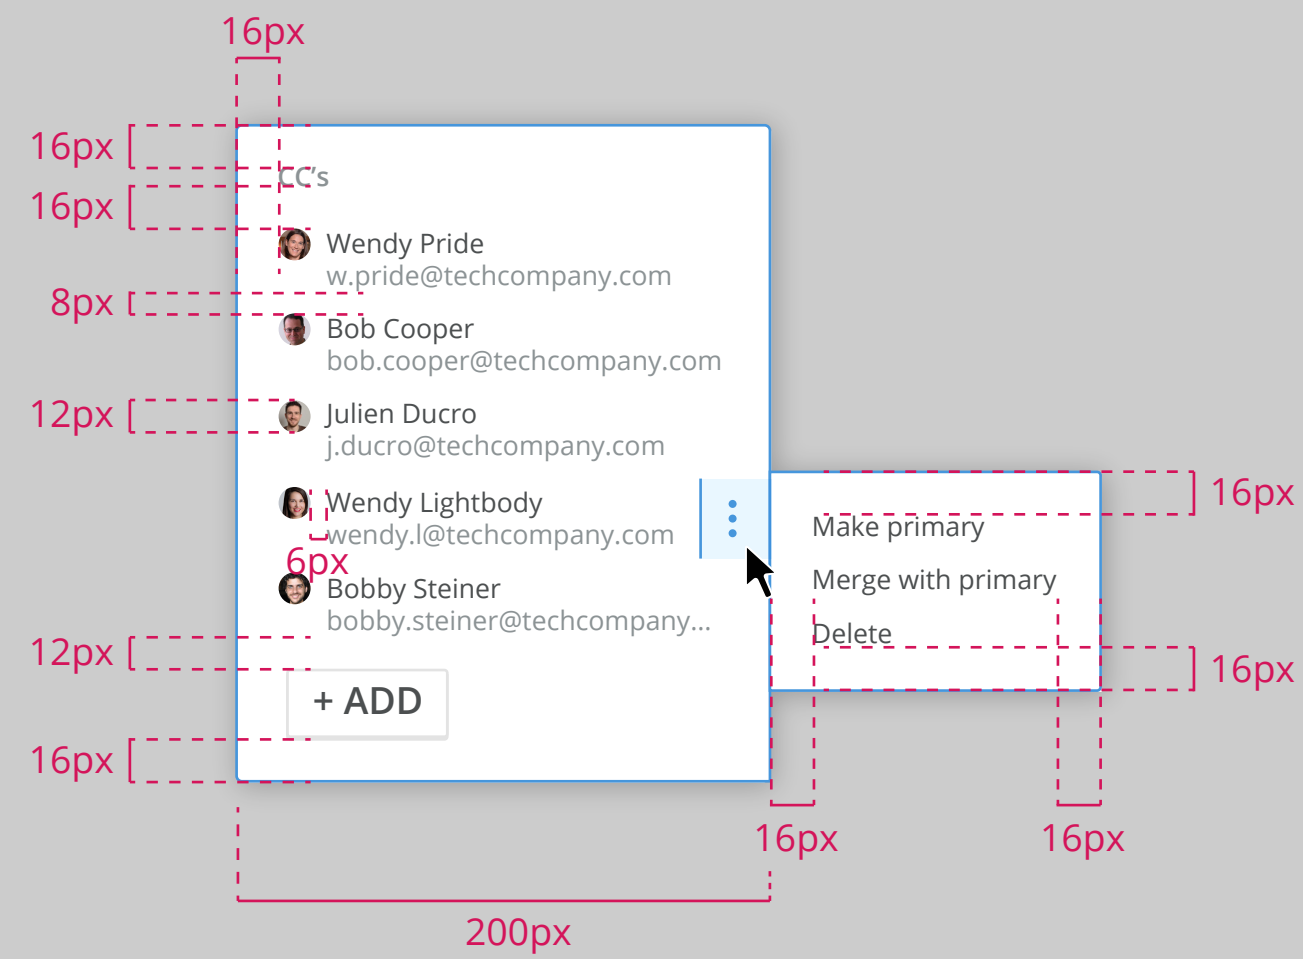 16px
16px
CC's
16px
Wendy Pride
w.pride@techcompany.com
8px
Bob Cooper
bob.cooper@techcompany.com
12px
Julien Ducro
j.ducro@techcompany.com
Wendy Lightbody
wendy.l@techcompany.com
6px
Bobby Steiner
bobby.steiner@techcompany...
12px
+ ADD
16px
200px
16px
Make primary
Merge with primary
Delete
16px
16px
16px